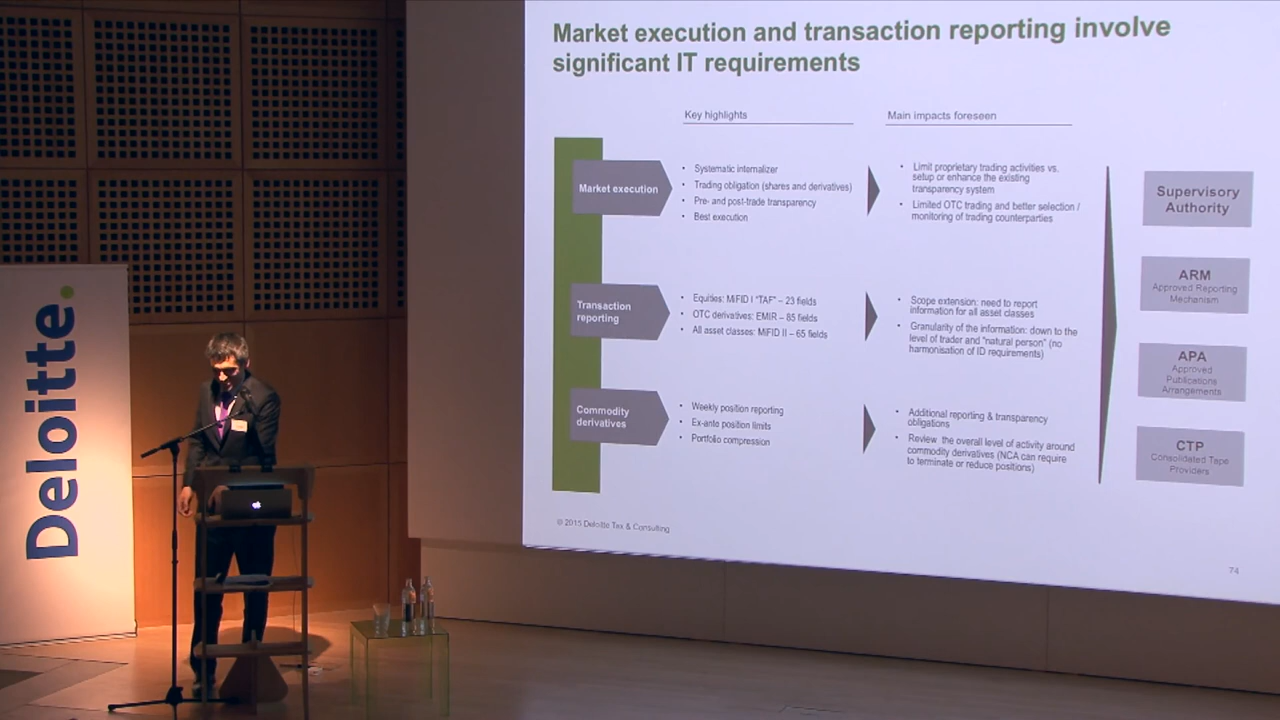 Market execution and transaction reporting involve
significant IT requirements
Key highlights
Main impacts foreseen
Market execution
• Systematic internalizer
• Trading obligation (shares and derivatives)
• Pre- and post-trade transparency
• Best execution
• Limit proprietary trading activities vs.
setup or enhance the existing
transparency system
• Limited OTC trading and better selection /
monitoring of trading counterparties
Transaction
reporting
• Equities: MiFID I "TAF" – 23 fields
• OTC derivatives: EMIR – 85 fields
• All asset classes: MiFID II – 65 fields
• Scope extension: need to report
information for all asset classes
• Granularity of the information: down to the
level of trader and "natural person" (no
harmonisation of ID requirements)
Commodity
derivatives
• Weekly position reporting
• Ex-ante position limits
• Portfolio compression
• Additional reporting & transparency
obligations
• Review the overall level of activity around
commodity derivatives (NCA can require
to terminate or reduce positions)
Supervisory
Authority
ARM
Approved Reporting
Mechanism
APA
Approved
Publications
Arrangements
CTP
Consolidated Tape
Providers
© 2015 Deloitte Tax & Consulting
74
Deloitte.